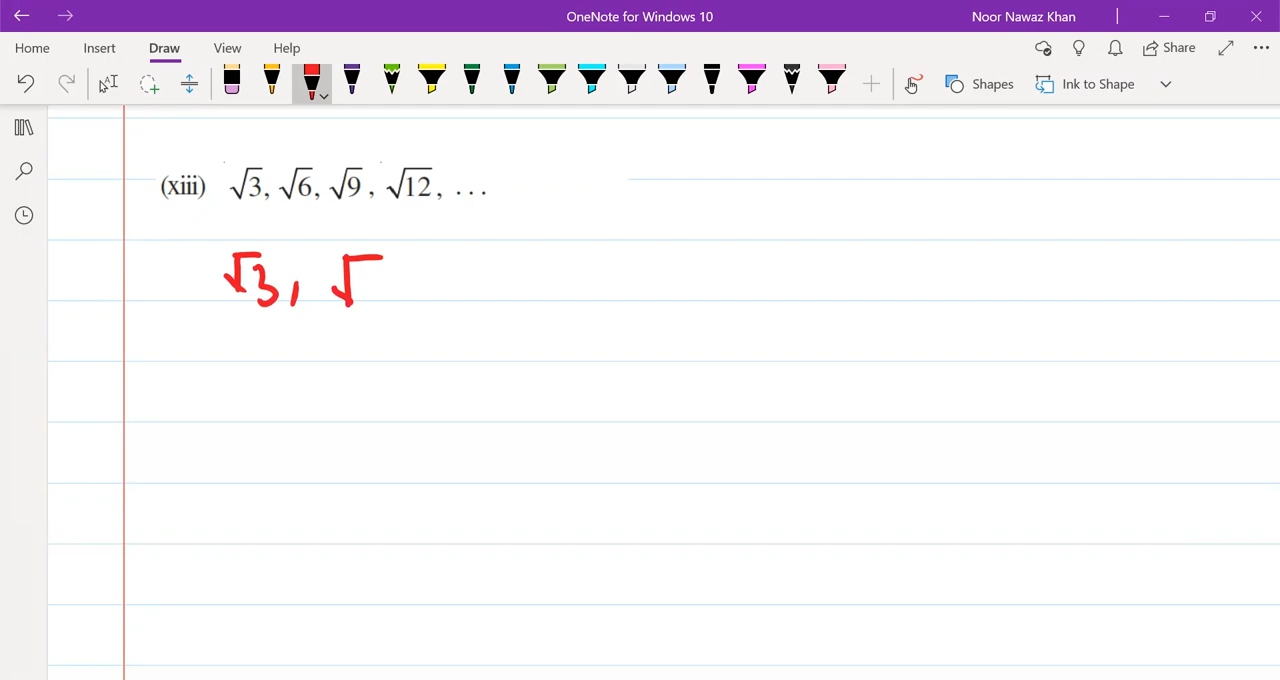 OneNote for Windows 10
Noor Nawaz Khan
Home Insert Draw View Help
Share
Shapes
Ink to Shape
(xiii) √3, √6, √9, √12, ...
√3, √